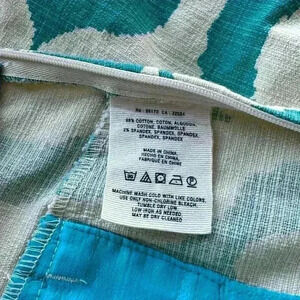 98% COTTON, COTON, ALGODON,
COTONE, BAUMWOLLE
2% SPANDEX, SPANDEX, SPANDEX,
SPANDEX, SPANDEX
MADE IN CHINA,
HECHO EN CHINA,
FABRIQUÉ EN CHINE
MACHINE WASH COLD WITH LIKE COLORS,
USE ONLY NON-CHLORINE BLEACH,
TUMBLE DRY LOW,
LOW IRON AS NEEDED
MAY BE DRY CLEANED